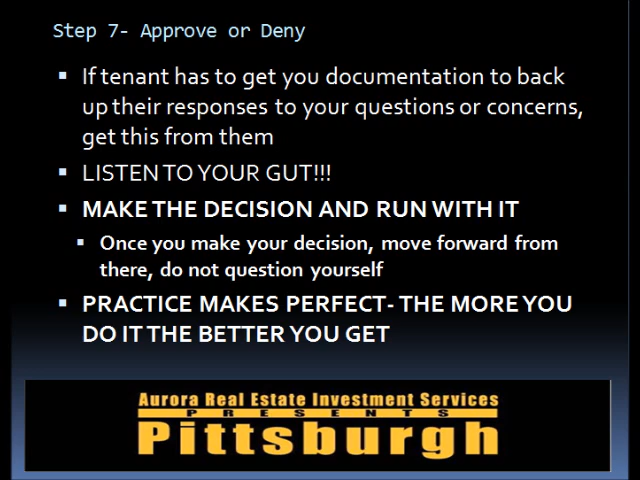 Step 7- Approve or Deny
If tenant has to get you documentation to back
up their responses to your questions or concerns,
get this from them
LISTEN TO YOUR GUT!!!
MAKE THE DECISION AND RUN WITH IT
Once you make your decision, move forward from
there, do not question yourself
PRACTICE MAKES PERFECT- THE MORE YOU
DO IT THE BETTER YOU GET
Aurora Real Estate Investment Services
PRESENTS
Pittsburgh